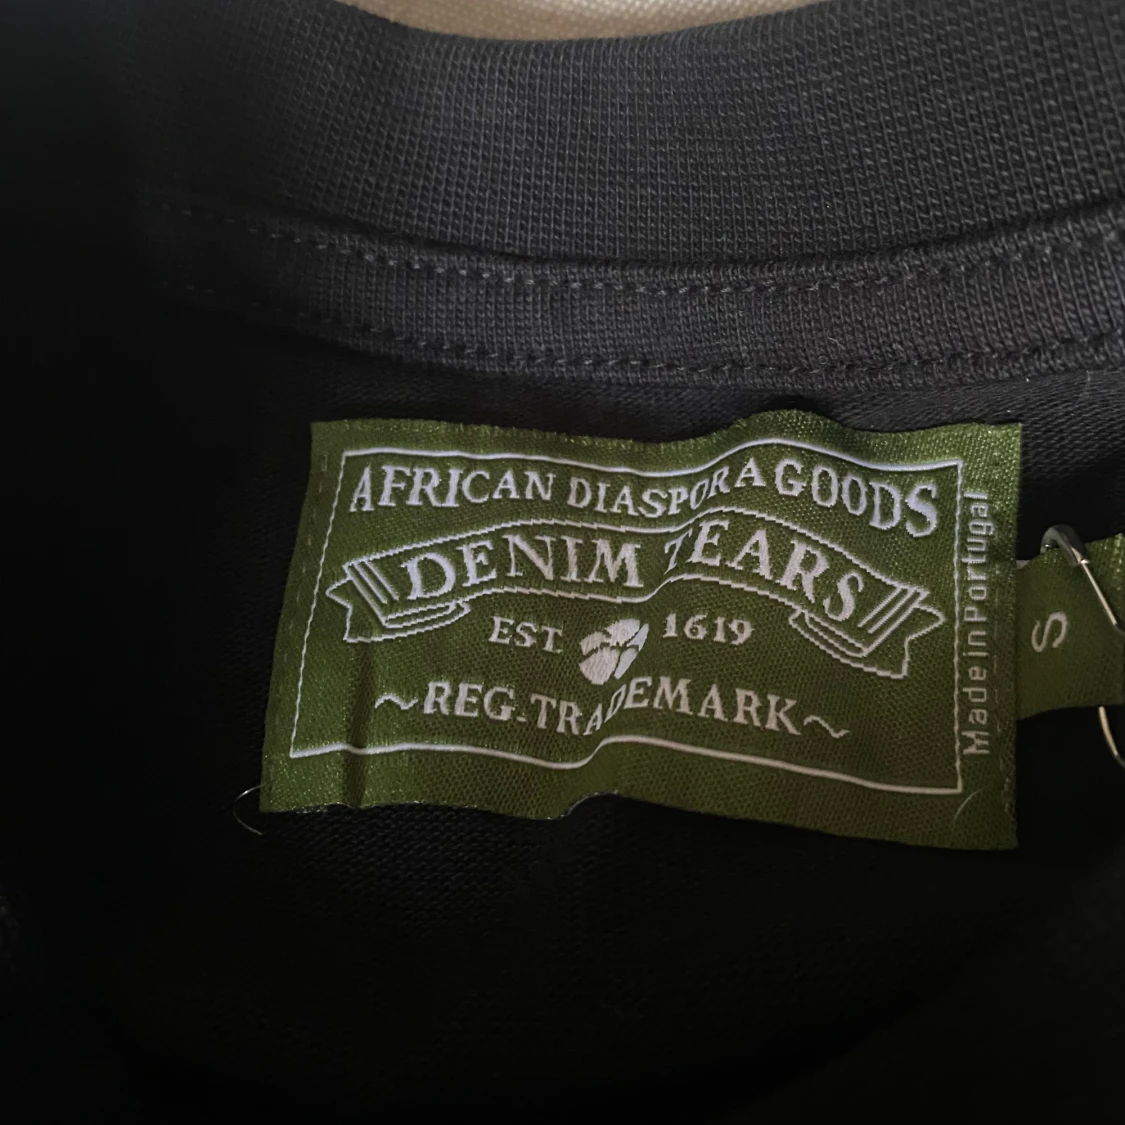 AFRICAN DIASPORA GOODS
DENIM TEARS
EST. 1619
~REG. TRADEMARK~
Made in Portugal
S